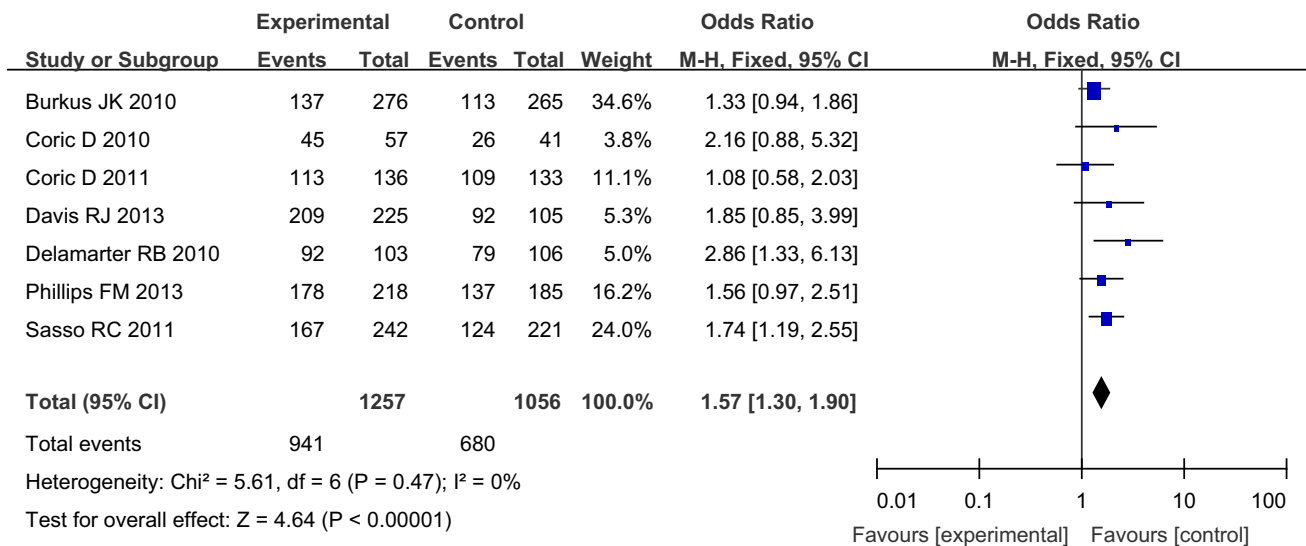 Experimental Control Odds Ratio Odds Ratio
Study or Subgroup Events Total Events Total Weight M-H, Fixed, 95% CI M-H, Fixed, 95% CI
Burkus JK 2010 137 276 113 265 34.6% 1.33 [0.94, 1.86]
Coric D 2010 45 57 26 41 3.8% 2.16 [0.88, 5.32]
Coric D 2011 113 136 109 133 11.1% 1.08 [0.58, 2.03]
Davis RJ 2013 209 225 92 105 5.3% 1.85 [0.85, 3.99]
Delamarter RB 2010 92 103 79 106 5.0% 2.86 [1.33, 6.13]
Phillips FM 2013 178 218 137 185 16.2% 1.56 [0.97, 2.51]
Sasso RC 2011 167 242 124 221 24.0% 1.74 [1.19, 2.55]
Total (95% CI) 1257 1056 100.0% 1.57 [1.30, 1.90]
Total events 941 680
Heterogeneity: Chi² = 5.61, df = 6 (P = 0.47); I² = 0%
Test for overall effect: Z = 4.64 (P < 0.00001)
0.01 0.1 1 10 100
Favours [experimental] Favours [control]